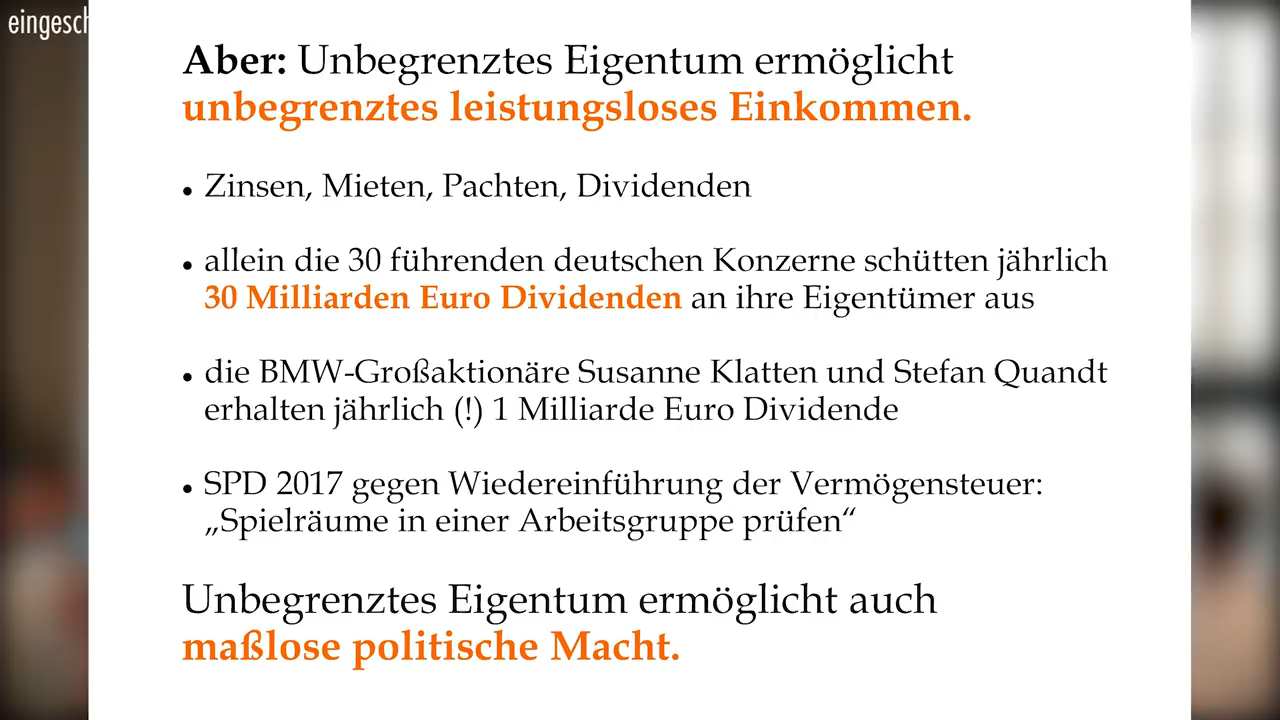 Aber: Unbegrenztes Eigentum ermöglicht
unbegrenztes leistungsloses Einkommen.
• Zinsen, Mieten, Pachten, Dividenden
• allein die 30 führenden deutschen Konzerne schütten jährlich
30 Milliarden Euro Dividenden an ihre Eigentümer aus
• die BMW-Großaktionäre Susanne Klatten und Stefan Quandt
erhalten jährlich (!) 1 Milliarde Euro Dividende
• SPD 2017 gegen Wiedereinführung der Vermögensteuer:
„Spielräume in einer Arbeitsgruppe prüfen“
Unbegrenztes Eigentum ermöglicht auch
maßlose politische Macht.